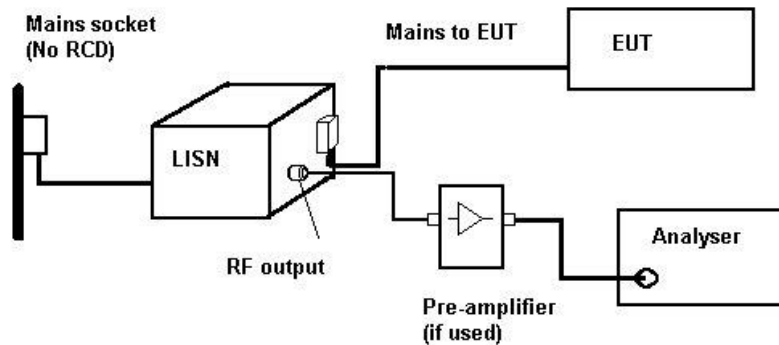 Mains socket
(No RCD)
Mains to EUT
EUT
LISN
RF output
Pre-amplifier
(if used)
Analyser